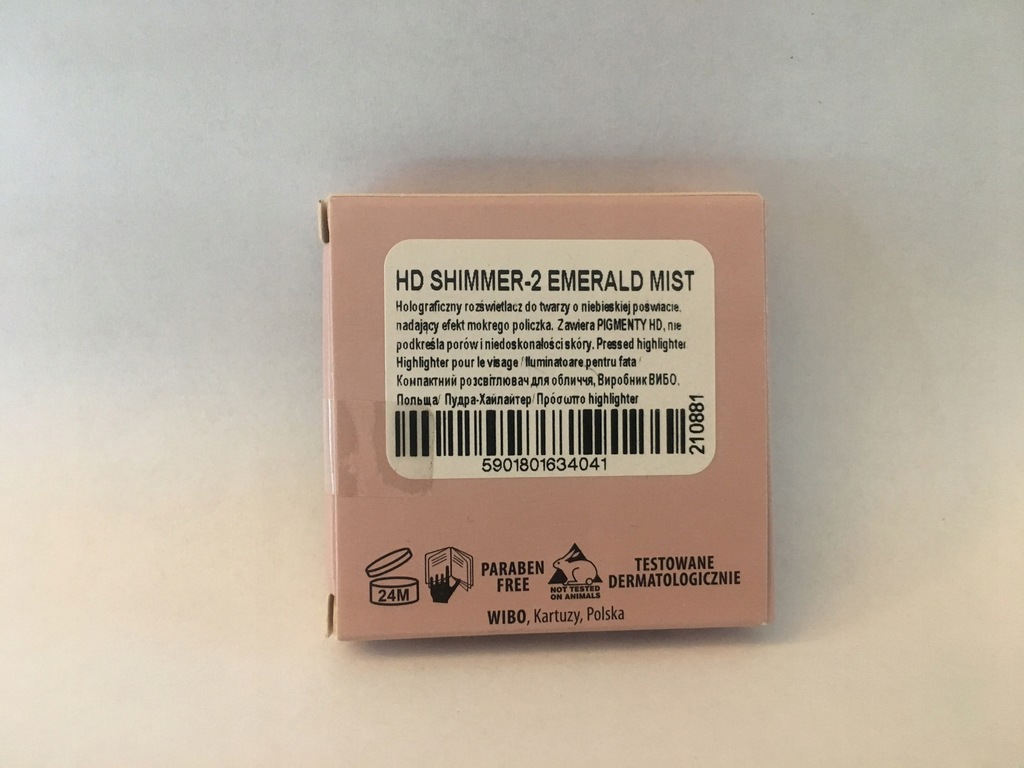 HD SHIMMER-2 EMERALD MIST
Holograficzny rozświetlacz do twarzy o niebieskiej poświacie,
nadający efekt mokrego policzka. Zawiera PIGMENTY HD, nie
podkreśla porów i niedoskonałości skóry. Pressed highlighter
Highlighter pour le visage / Iluminatoare pentru fata /
Компактний розсвітлювач для обличчя, Виробник ВИБО,
Польща/ Пудра-Хайлайтер/ Πρόσωπο highlighter
210881
5901801634041
24M
PARABEN
FREE
NOT TESTED
ON ANIMALS
TESTOWANE
DERMATOLOGICZNIE
WIBO, Kartuzy, Polska